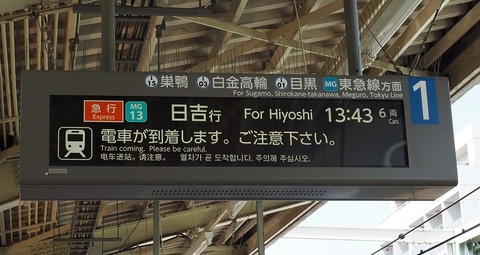 I15 巣鴨 I03 白金高輪 I01 目黒 MG 東急線方面
For Sugamo, Shirokane-takanawa, Meguro, Tokyu Line
1
急行 Express MG 13 日吉行 For Hiyoshi 13:43 6両 Cars
電車が到着します。ご注意下さい。
Train coming. Please be careful.
电车进站。请注意。 열차가 곧 도착합니다. 주의해 주십시오.